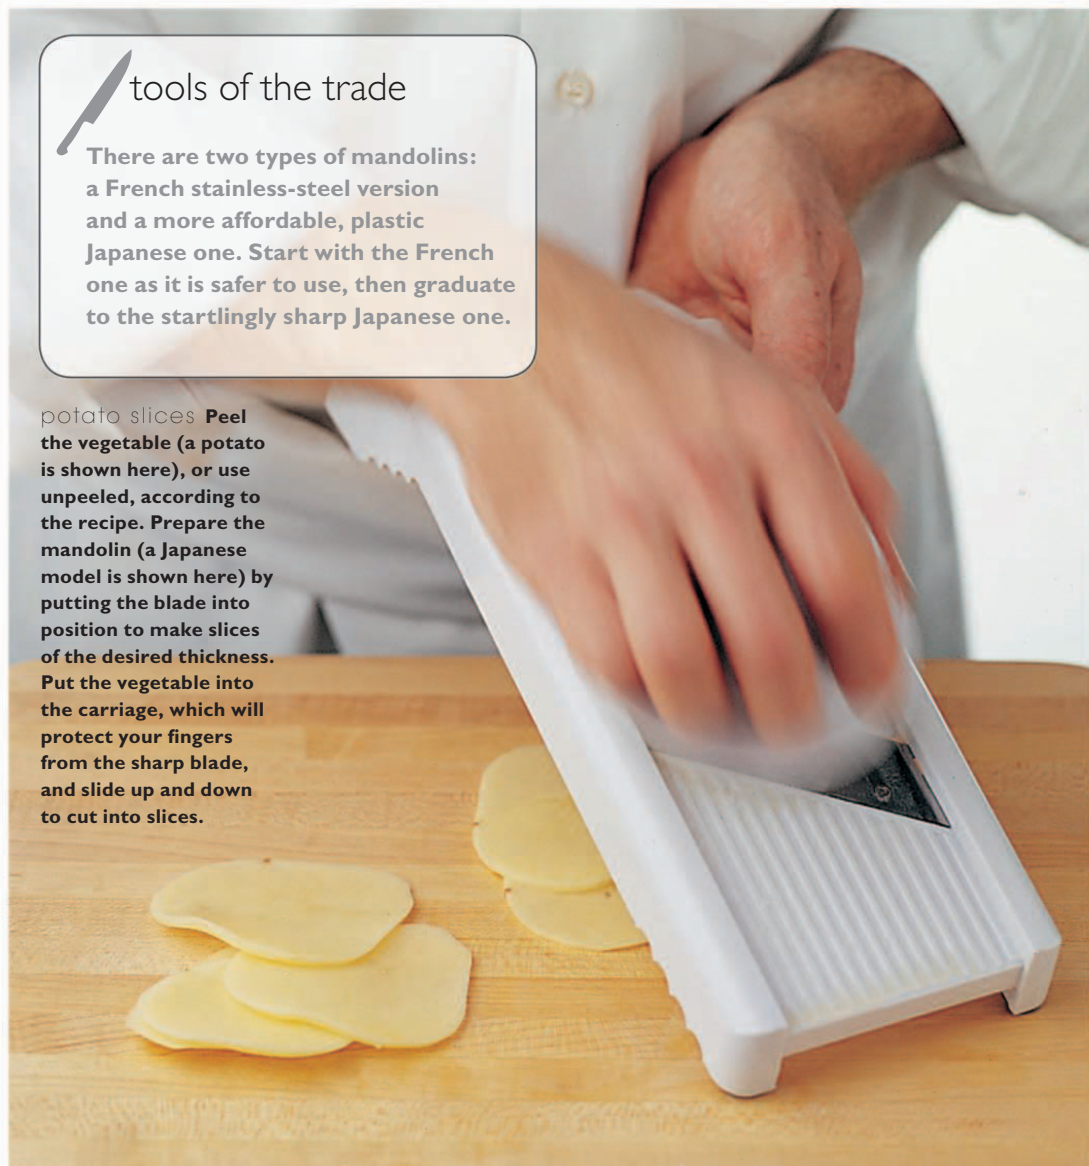 tools of the trade
There are two types of mandolins:
a French stainless-steel version
and a more affordable, plastic
Japanese one. Start with the French
one as it is safer to use, then graduate
to the startlingly sharp Japanese one.
potato slices Peel
the vegetable (a potato
is shown here), or use
unpeeled, according to
the recipe. Prepare the
mandolin (a Japanese
model is shown here) by
putting the blade into
position to make slices
of the desired thickness.
Put the vegetable into
the carriage, which will
protect your fingers
from the sharp blade,
and slide up and down
to cut into slices.